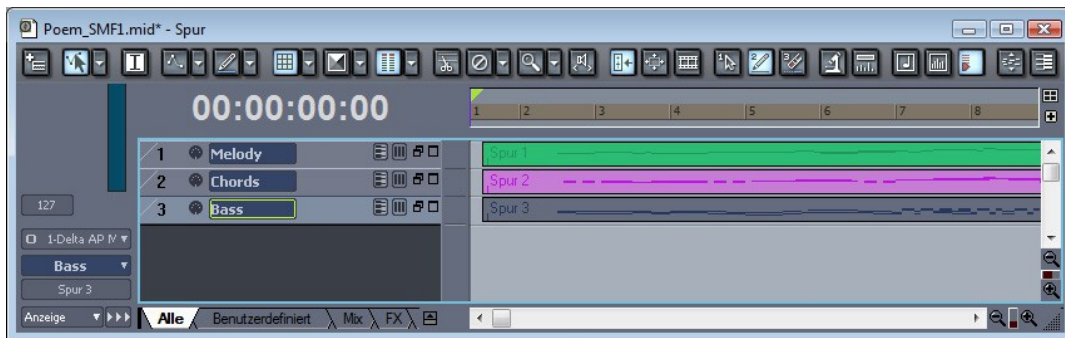 Poem_SMF1.mid* - Spur
00:00:00:00
1 2 3 4 5 6 7 8
1 Melody Spur 1
2 Chords Spur 2
127
3 Bass Spur 3
1-Delta AP M
Bass
Spur 3
Anzeige Alle Benutzerdefiniert Mix FX